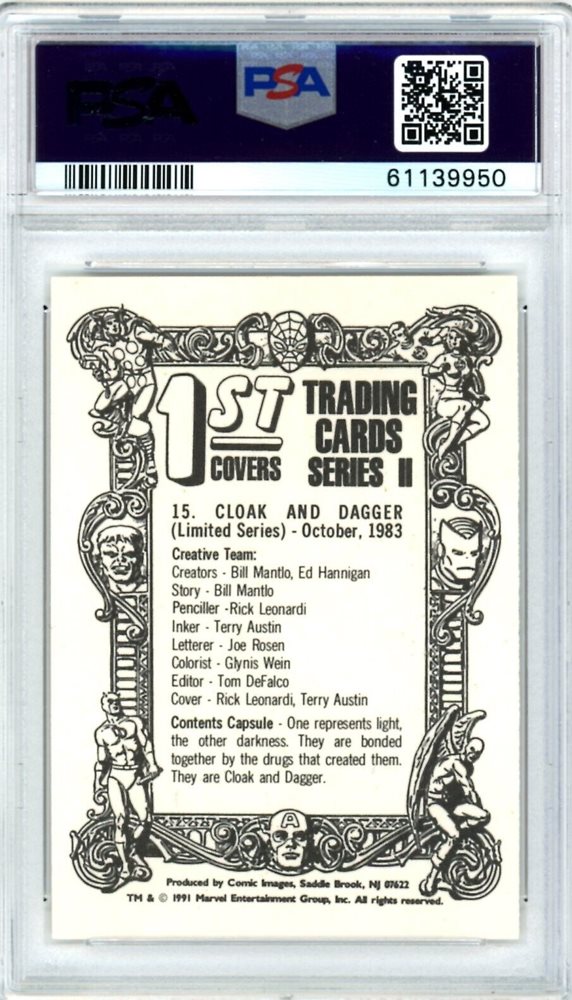 PSA
PSA
61139950
1ST
COVERS
TRADING
CARDS
SERIES II
15. CLOAK AND DAGGER
(Limited Series) - October, 1983
Creative Team:
Creators - Bill Mantlo, Ed Hannigan
Story - Bill Mantlo
Penciller -Rick Leonardi
Inker - Terry Austin
Letterer - Joe Rosen
Colorist - Glynis Wein
Editor - Tom DeFalco
Cover - Rick Leonardi, Terry Austin
Contents Capsule - One represents light,
the other darkness. They are bonded
together by the drugs that created them.
They are Cloak and Dagger.
A
Produced by Comic Images, Saddle Brook, NJ 07622
TM & © 1991 Marvel Entertainment Group, Inc. All rights reserved.